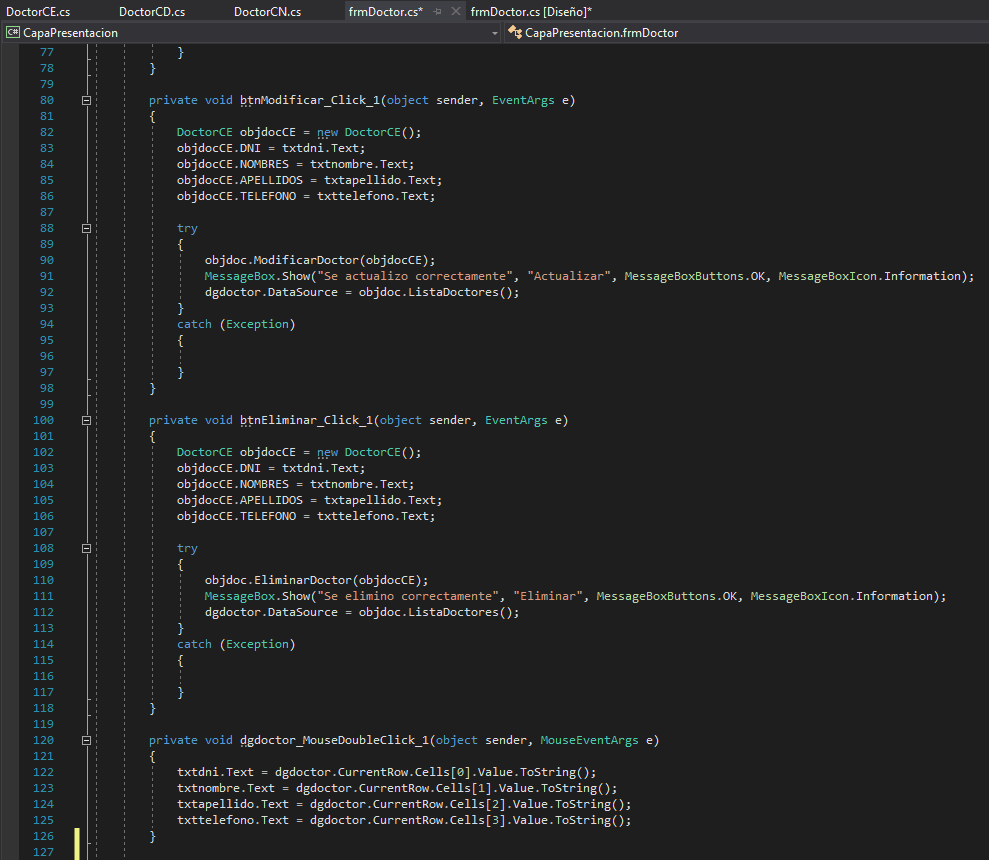 DoctorCE.cs DoctorCD.cs DoctorCN.cs frmDoctor.cs* frmDoctor.cs [Diseño]*
C# CapaPresentacion CapaPresentacion.frmDoctor
77 }
78 }
79
80 private void btnModificar_Click_1(object sender, EventArgs e)
81 {
82 DoctorCE objdocCE = new DoctorCE();
83 objdocCE.DNI = txtdni.Text;
84 objdocCE.NOMBRES = txtnombre.Text;
85 objdocCE.APELLIDOS = txtapellido.Text;
86 objdocCE.TELEFONO = txttelefono.Text;
87
88 try
89 {
90 objdoc.ModificarDoctor(objdocCE);
91 MessageBox.Show("Se actualizo correctamente", "Actualizar", MessageBoxButtons.OK, MessageBoxIcon.Information);
92 dgdoctor.DataSource = objdoc.ListaDoctores();
93 }
94 catch (Exception)
95 {
96
97 }
98 }
99
100 private void btnEliminar_Click_1(object sender, EventArgs e)
101 {
102 DoctorCE objdocCE = new DoctorCE();
103 objdocCE.DNI = txtdni.Text;
104 objdocCE.NOMBRES = txtnombre.Text;
105 objdocCE.APELLIDOS = txtapellido.Text;
106 objdocCE.TELEFONO = txttelefono.Text;
107
108 try
109 {
110 objdoc.EliminarDoctor(objdocCE);
111 MessageBox.Show("Se elimino correctamente", "Eliminar", MessageBoxButtons.OK, MessageBoxIcon.Information);
112 dgdoctor.DataSource = objdoc.ListaDoctores();
113 }
114 catch (Exception)
115 {
116
117 }
118 }
119
120 private void dgdoctor_MouseDoubleClick_1(object sender, MouseEventArgs e)
121 {
122 txtdni.Text = dgdoctor.CurrentRow.Cells[0].Value.ToString();
123 txtnombre.Text = dgdoctor.CurrentRow.Cells[1].Value.ToString();
124 txtapellido.Text = dgdoctor.CurrentRow.Cells[2].Value.ToString();
125 txttelefono.Text = dgdoctor.CurrentRow.Cells[3].Value.ToString();
126 }
127